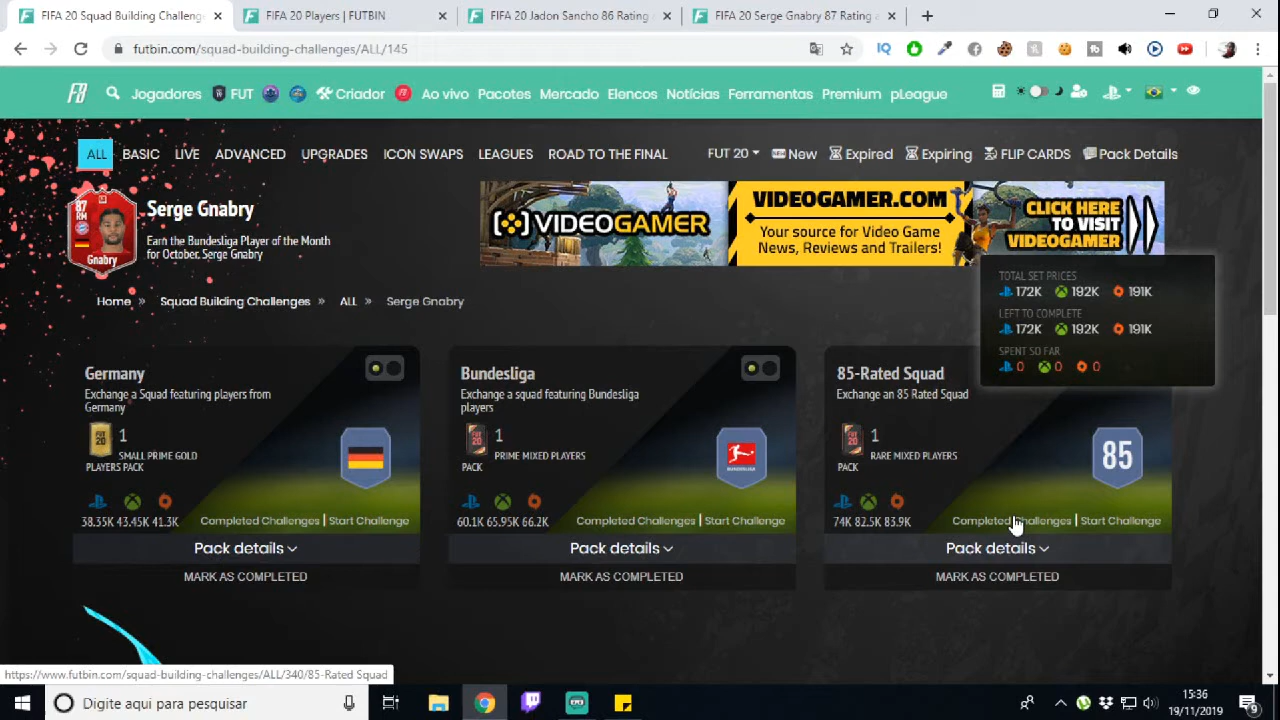 FIFA 20 Squad Building Challeng
FIFA 20 Players | FUTBIN
FIFA 20 Jadon Sancho 86 Rating
FIFA 20 Serge Gnabry 87 Rating a
futbin.com/squad-building-challenges/ALL/145
Jogadores FUT Criador Ao vivo Pacotes Mercado Elencos Notícias Ferramentas Premium pLeague
ALL BASIC LIVE ADVANCED UPGRADES ICON SWAPS LEAGUES ROAD TO THE FINAL FUT 20 New Expired Expiring FLIP CARDS Pack Details
87
RM
Gnabry
Serge Gnabry
Earn the Bundesliga Player of the Month
for October, Serge Gnabry
VIDEOGAMER
VIDEOGAMER.COM
Your source for Video Game
News, Reviews and Trailers!
CLICK HERE
TO VISIT
VIDEOGAMER
TOTAL SET PRICES
172K 192K 191K
LEFT TO COMPLETE
172K 192K 191K
SPENT SO FAR
0 0 0
Home » Squad Building Challenges » ALL » Serge Gnabry
Germany
Exchange a Squad featuring players from
Germany
1
SMALL PRIME GOLD
PLAYERS PACK
38.35K 43.45K 41.3K
Completed Challenges | Start Challenge
Pack details
MARK AS COMPLETED
Bundesliga
Exchange a squad featuring Bundesliga
players
1
PRIME MIXED PLAYERS
PACK
BUNDESLIGA
60.1K 65.95K 66.2K
Completed Challenges | Start Challenge
Pack details
MARK AS COMPLETED
85-Rated Squad
Exchange an 85 Rated Squad
1
RARE MIXED PLAYERS
PACK
85
74K 82.5K 83.9K
Completed Challenges | Start Challenge
Pack details
MARK AS COMPLETED
https://www.futbin.com/squad-building-challenges/ALL/340/85-Rated Squad
Digite aqui para pesquisar
15:36
19/11/2019
9